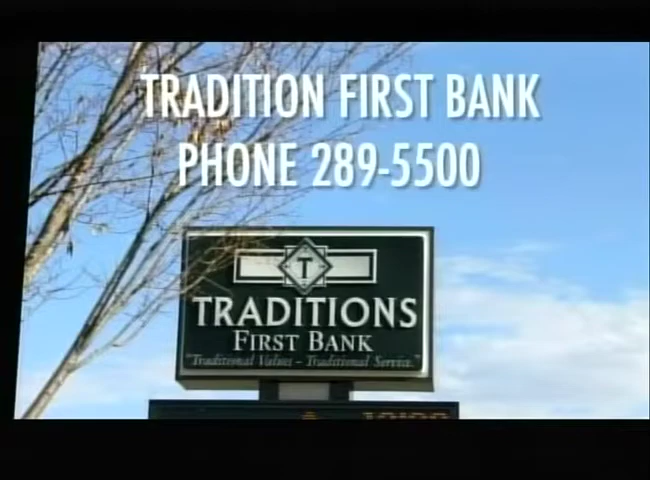 TRADITION FIRST BANK
PHONE 289-5500
T
TRADITIONS
FIRST BANK
"Traditional Values – Traditional Service."